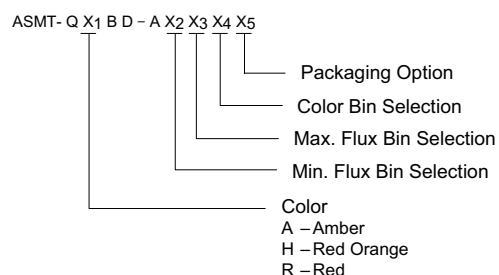 ASMT- Q X1 B D – A X2 X3 X4 X5
Packaging Option
Color Bin Selection
Max. Flux Bin Selection
Min. Flux Bin Selection
Color
A – Amber
H – Red Orange
R – Red